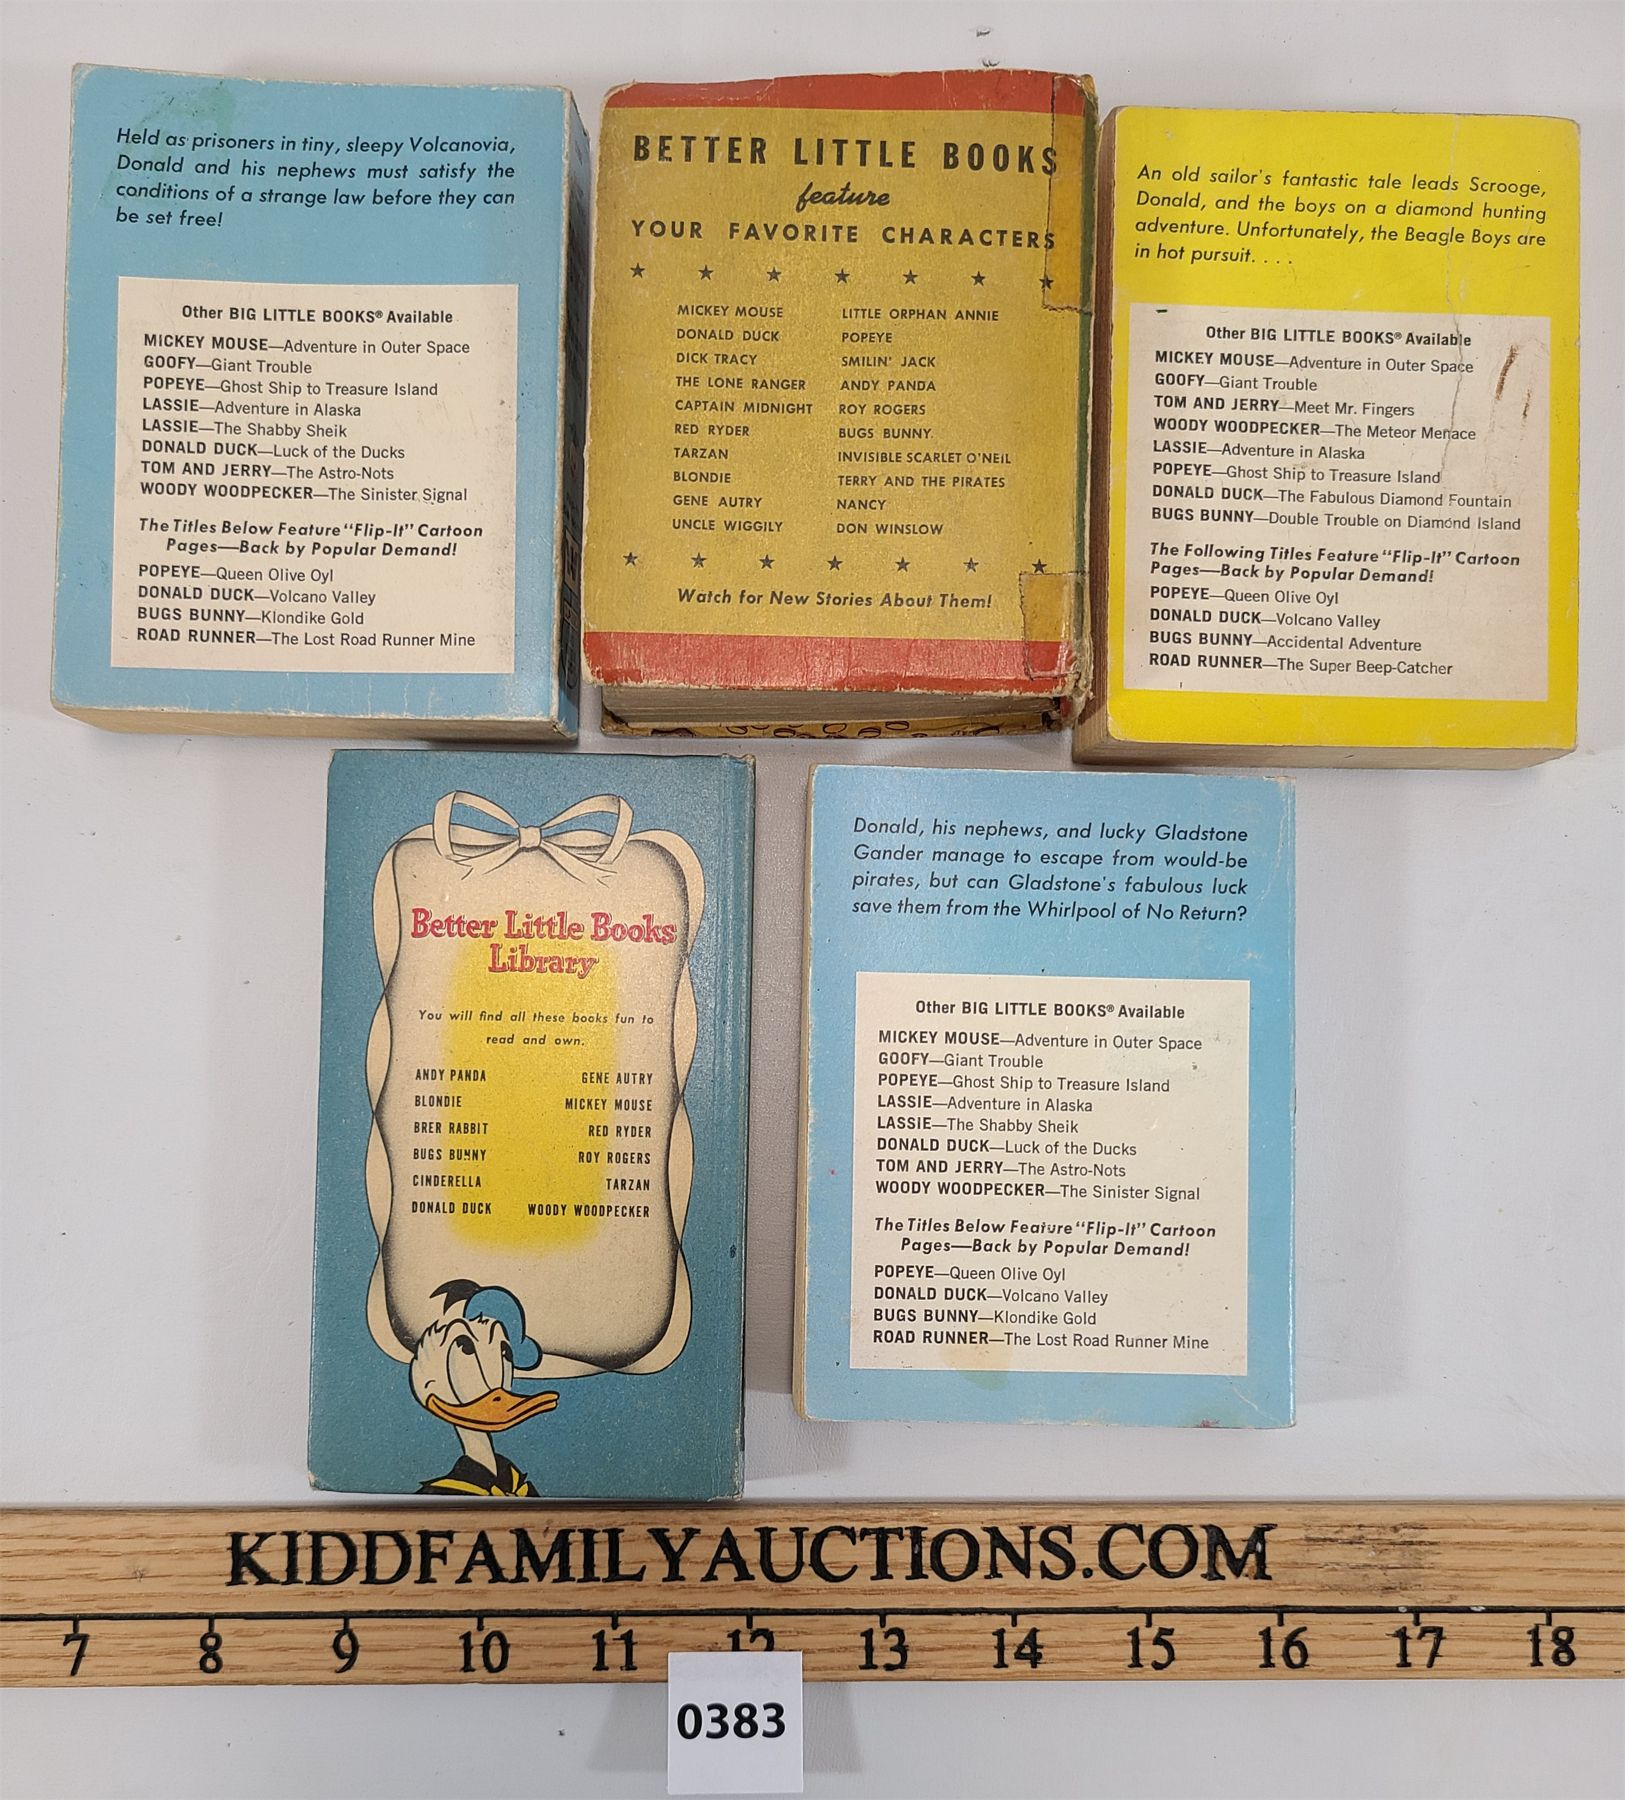 Held as prisoners in tiny, sleepy Volcanovia,
Donald and his nephews must satisfy the
conditions of a strange law before they can
be set free!
Other BIG LITTLE BOOKS® Available
MICKEY MOUSE—Adventure in Outer Space
GOOFY—Giant Trouble
POPEYE—Ghost Ship to Treasure Island
LASSIE—Adventure in Alaska
LASSIE—The Shabby Sheik
DONALD DUCK—Luck of the Ducks
TOM AND JERRY—The Astro-Nots
WOODY WOODPECKER—The Sinister Signal
The Titles Below Feature "Flip-It" Cartoon
Pages—Back by Popular Demand!
POPEYE—Queen Olive Oyl
DONALD DUCK—Volcano Valley
BUGS BUNNY—Klondike Gold
ROAD RUNNER—The Lost Road Runner Mine
BETTER LITTLE BOOKS
feature
YOUR FAVORITE CHARACTERS
MICKEY MOUSE LITTLE ORPHAN ANNIE
DONALD DUCK POPEYE
DICK TRACY SMILIN' JACK
THE LONE RANGER ANDY PANDA
CAPTAIN MIDNIGHT ROY ROGERS
RED RYDER BUGS BUNNY
TARZAN INVISIBLE SCARLET O'NEIL
BLONDIE TERRY AND THE PIRATES
GENE AUTRY NANCY
UNCLE WIGGILY DON WINSLOW
Watch for New Stories About Them!
An old sailor's fantastic tale leads Scrooge,
Donald, and the boys on a diamond hunting
adventure. Unfortunately, the Beagle Boys are
in hot pursuit. . . .
Other BIG LITTLE BOOKS® Available
MICKEY MOUSE—Adventure in Outer Space
GOOFY—Giant Trouble
TOM AND JERRY—Meet Mr. Fingers
WOODY WOODPECKER—The Meteor Menace
LASSIE—Adventure in Alaska
POPEYE—Ghost Ship to Treasure Island
DONALD DUCK—The Fabulous Diamond Fountain
BUGS BUNNY—Double Trouble on Diamond Island
The Following Titles Feature "Flip-It" Cartoon
Pages—Back by Popular Demand!
POPEYE—Queen Olive Oyl
DONALD DUCK—Volcano Valley
BUGS BUNNY—Accidental Adventure
ROAD RUNNER—The Super Beep-Catcher
Better Little Books
Library
You will find all these books fun to
read and own.
ANDY PANDA GENE AUTRY
BLONDIE MICKEY MOUSE
BRER RABBIT RED RYDER
BUGS BUNNY ROY ROGERS
CINDERELLA TARZAN
DONALD DUCK WOODY WOODPECKER
Donald, his nephews, and lucky Gladstone
Gander manage to escape from would-be
pirates, but can Gladstone's fabulous luck
save them from the Whirlpool of No Return?
Other BIG LITTLE BOOKS® Available
MICKEY MOUSE—Adventure in Outer Space
GOOFY—Giant Trouble
POPEYE—Ghost Ship to Treasure Island
LASSIE—Adventure in Alaska
LASSIE—The Shabby Sheik
DONALD DUCK—Luck of the Ducks
TOM AND JERRY—The Astro-Nots
WOODY WOODPECKER—The Sinister Signal
The Titles Below Feature "Flip-It" Cartoon
Pages—Back by Popular Demand!
POPEYE—Queen Olive Oyl
DONALD DUCK—Volcano Valley
BUGS BUNNY—Klondike Gold
ROAD RUNNER—The Lost Road Runner Mine
KIDDFAMILYAUCTIONS.COM
7 8 9 10 11 12 13 14 15 16 17 18
0383